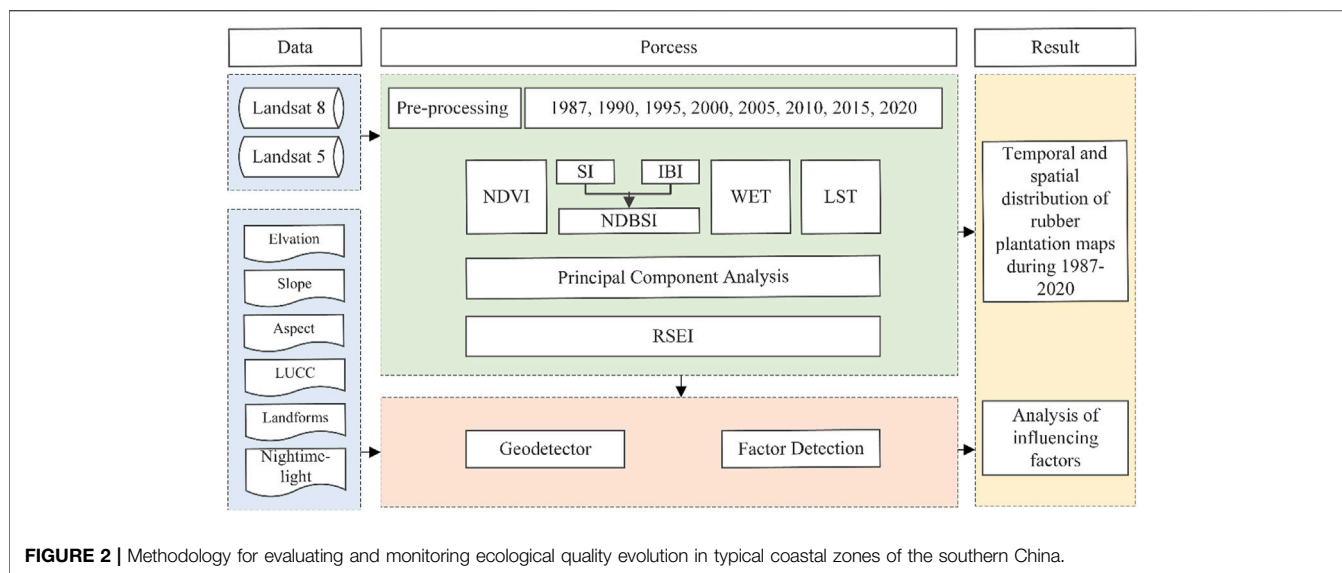 Data
Porcess
Result
Landsat 8
Landsat 5
Pre-processing
1987, 1990, 1995, 2000, 2005, 2010, 2015, 2020
NDVI
SI
IBI
NDBSI
WET
LST
Principal Component Analysis
RSEI
Temporal and
spatial
distribution of
rubber
plantation maps
during 1987-
2020
Elvation
Slope
Aspect
LUCC
Landforms
Nightime-
light
Geodetector
Factor Detection
Analysis of
influencing
factors
FIGURE 2 | Methodology for evaluating and monitoring ecological quality evolution in typical coastal zones of the southern China.